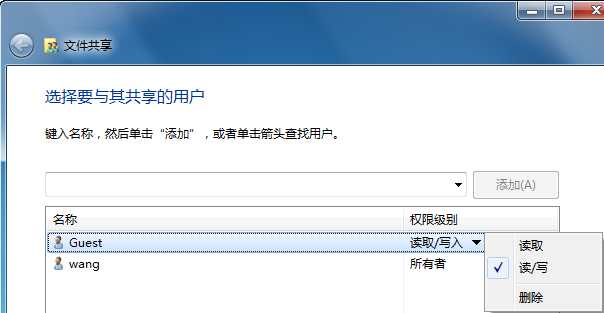 文件共享
选择要与其共享的用户
键入名称，然后单击“添加”，或者单击箭头查找用户。
添加(A)
名称 权限级别
Guest 读取/写入
wang 所有者
读取
读/写
删除